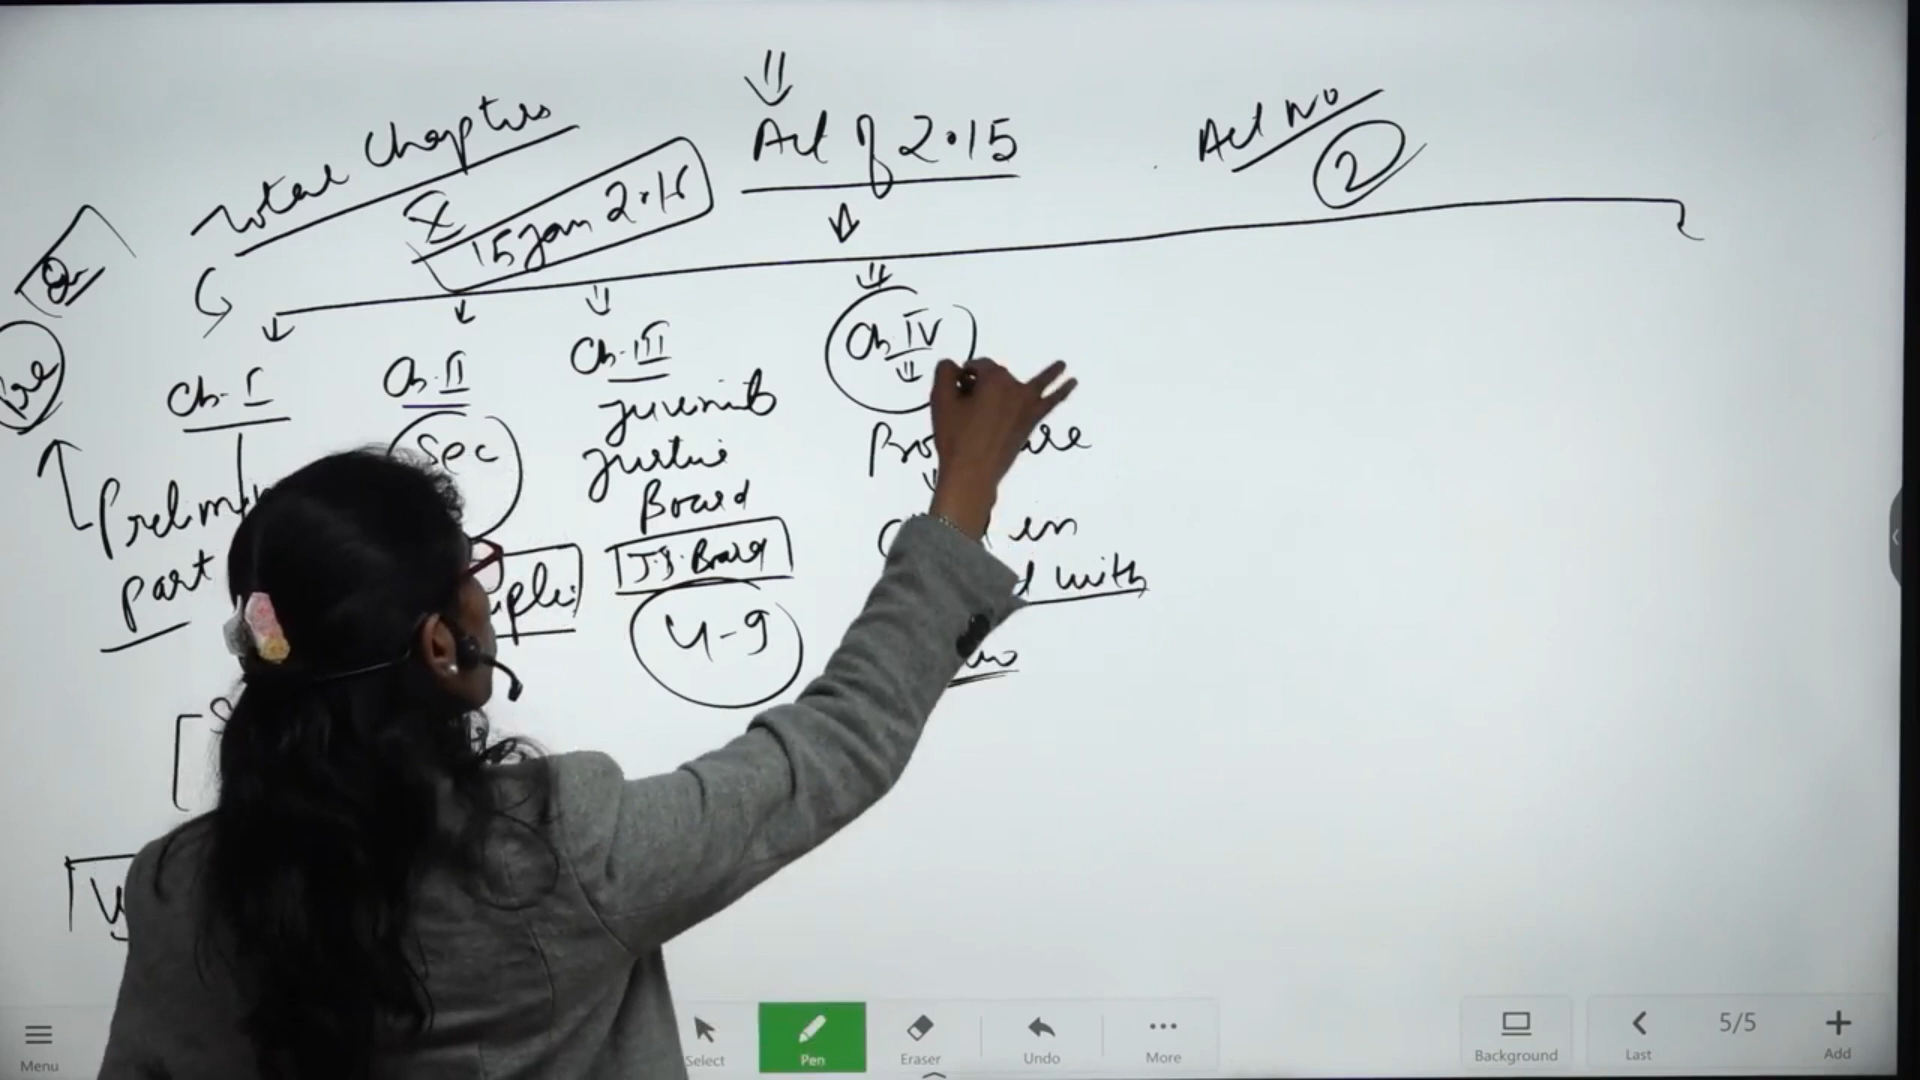 Act of 2015
Act No
2
Total Chapters
X
15 Jan 2016
Ch. I
Ch. II
Ch. III
Ch IV
Sec
Juvenile
Justice
Board
J.J. Board
4-9
part
in
with
Menu
Select
Pen
Eraser
Undo
More
Background
Last
5/5
Add